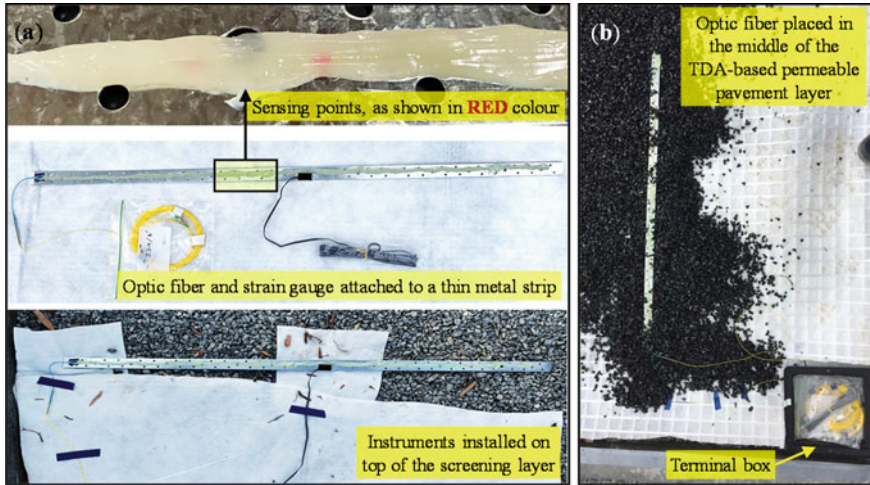 (a)
Sensing points, as shown in RED colour
Optic fiber and strain gauge attached to a thin metal strip
Instruments installed on
top of the screening layer
(b)
Optic fiber placed in
the middle of the
TDA-based permeable
pavement layer
Terminal box